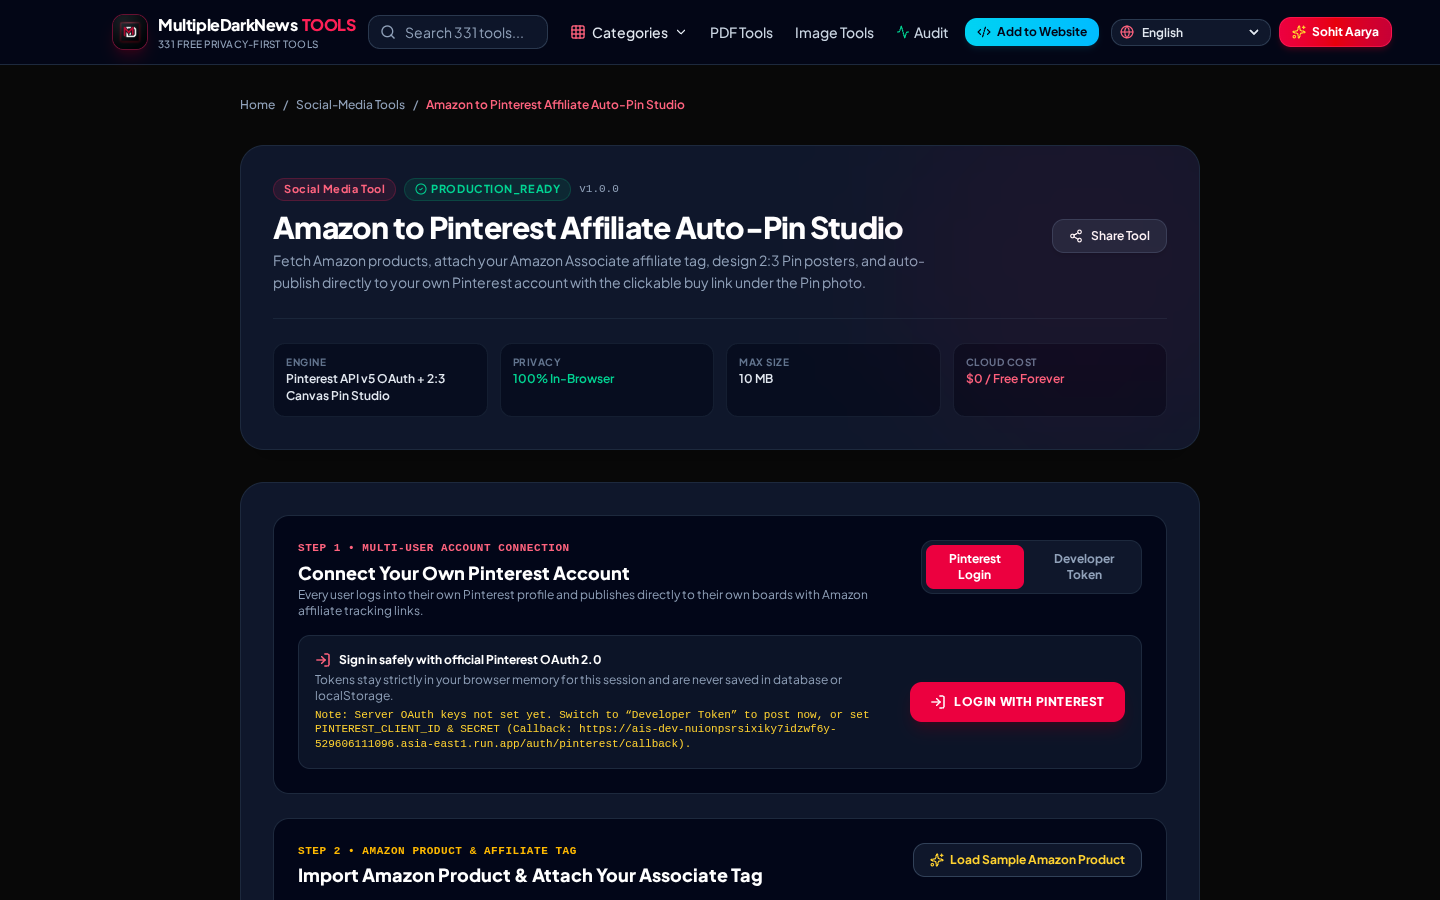 MultipleDarkNews TOOLS
331 FREE PRIVACY-FIRST TOOLS
Search 331 tools...
Categories
PDF Tools
Image Tools
Audit
Add to Website
English
Sohit Aarya
Home / Social-Media Tools / Amazon to Pinterest Affiliate Auto-Pin Studio
Social Media Tool
PRODUCTION_READY
v1.0.0
Amazon to Pinterest Affiliate Auto-Pin Studio
Share Tool
Fetch Amazon products, attach your Amazon Associate affiliate tag, design 2:3 Pin posters, and auto-
publish directly to your own Pinterest account with the clickable buy link under the Pin photo.
ENGINE
Pinterest API v5 OAuth + 2:3
Canvas Pin Studio
PRIVACY
100% In-Browser
MAX SIZE
10 MB
CLOUD COST
$0 / Free Forever
STEP 1 • MULTI-USER ACCOUNT CONNECTION
Connect Your Own Pinterest Account
Every user logs into their own Pinterest profile and publishes directly to their own boards with Amazon
affiliate tracking links.
Pinterest
Login
Developer
Token
Sign in safely with official Pinterest OAuth 2.0
Tokens stay strictly in your browser memory for this session and are never saved in database or
localStorage.
Note: Server OAuth keys not set yet. Switch to “Developer Token” to post now, or set
PINTEREST_CLIENT_ID & SECRET (Callback: https://ais-dev-nuionpsrsixiky7idzwf6y-
529606111096.asia-east1.run.app/auth/pinterest/callback).
LOGIN WITH PINTEREST
STEP 2 • AMAZON PRODUCT & AFFILIATE TAG
Import Amazon Product & Attach Your Associate Tag
Load Sample Amazon Product